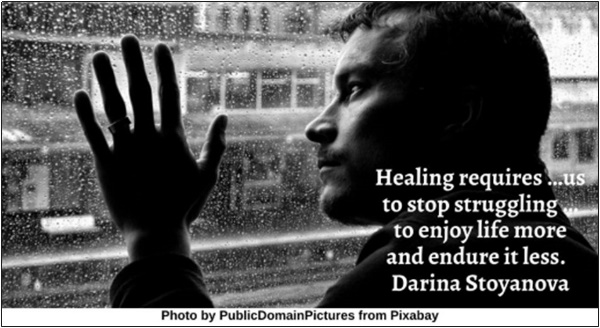 Healing requires ...us
to stop struggling ...
to enjoy life more
and endure it less.
Darina Stoyanova
Photo by PublicDomainPictures from Pixabay